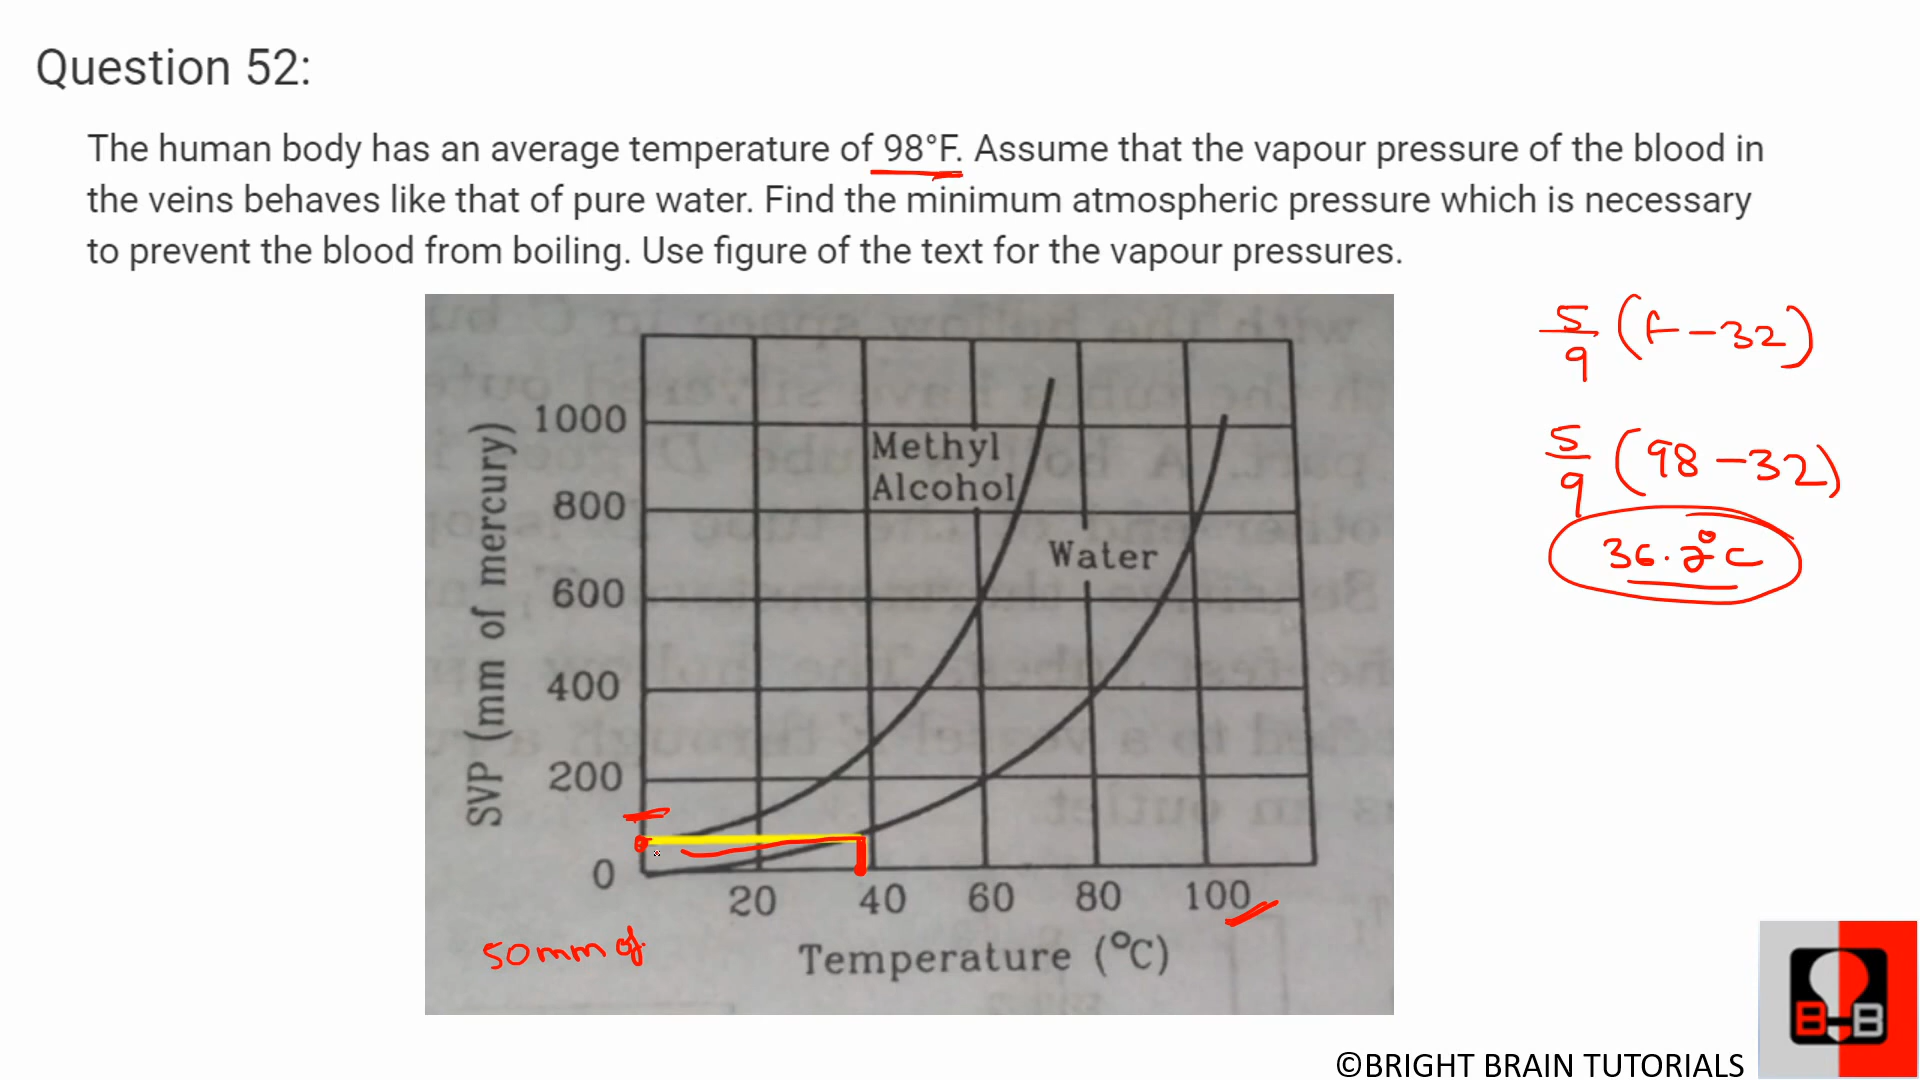 Question 52:
The human body has an average temperature of 98°F. Assume that the vapour pressure of the blood in
the veins behaves like that of pure water. Find the minimum atmospheric pressure which is necessary
to prevent the blood from boiling. Use figure of the text for the vapour pressures.
5/9 (F-32)
5/9 (98-32)
36.2°C
SVP (mm of mercury)
1000
800
600
400
200
0
Methyl
Alcohol
Water
20 40 60 80 100
Temperature (°C)
50mm of
B B
©BRIGHT BRAIN TUTORIALS